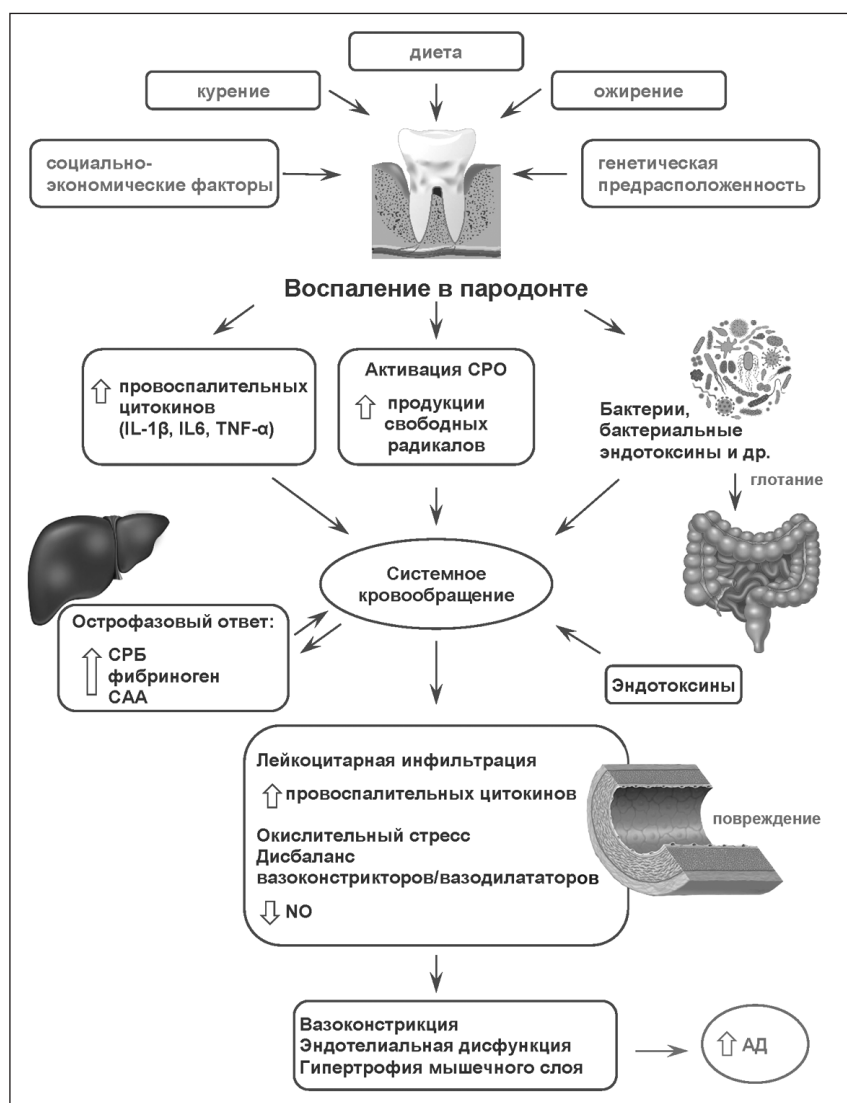 диета
курение
ожирение
социально-
экономические факторы
генетическая
предрасположенность
Воспаление в пародонте
провоспалительных
цитокинов
(IL-1β, IL6, TNF-α)
Активация СРО
продукции
свободных
радикалов
Бактерии,
бактериальные
эндотоксины и др.
глотание
Системное
кровообращение
Острофазовый ответ:
СРБ
фибриноген
САА
Эндотоксины
Лейкоцитарная инфильтрация
провоспалительных цитокинов
Окислительный стресс
Дисбаланс
вазоконстрикторов/вазодилататоров
NO
повреждение
Вазоконстрикция
Эндотелиальная дисфункция
Гипертрофия мышечного слоя
АД